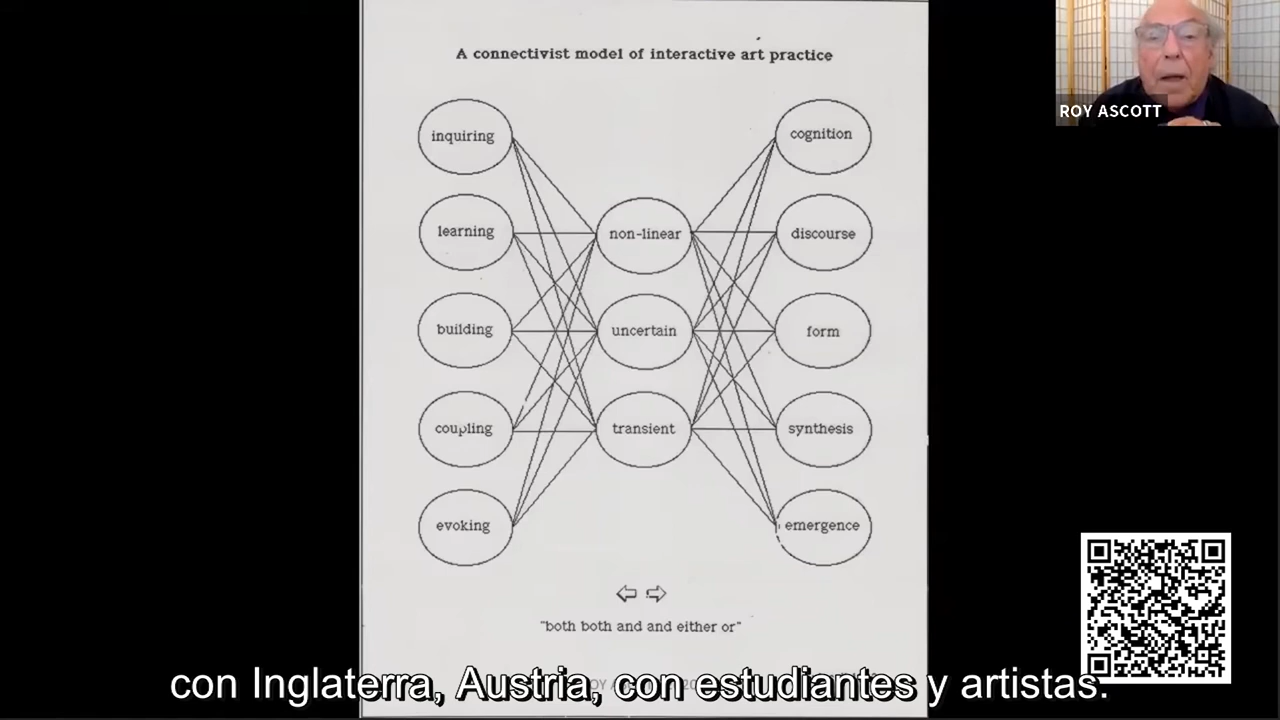 A connectivist model of interactive art practice
ROY ASCOTT
inquiring
cognition
learning
non-linear
discourse
building
uncertain
form
coupling
transient
synthesis
evoking
emergence
"both both and and either or"
con Inglaterra, Austria, con estudiantes y artistas.